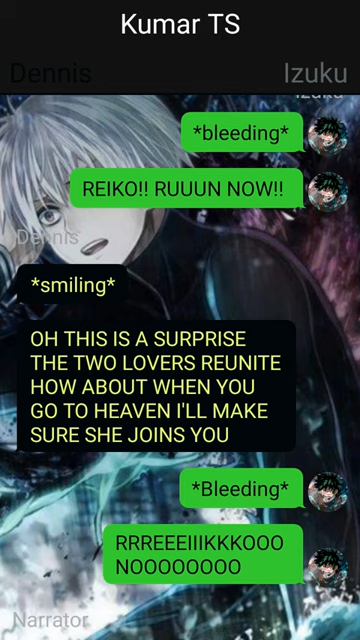 Kumar TS
Dennis
Izuku
Izuku
*bleeding*
REIKO!! RUUUN NOW!!
Dennis
*smiling*
OH THIS IS A SURPRISE
THE TWO LOVERS REUNITE
HOW ABOUT WHEN YOU
GO TO HEAVEN I'LL MAKE
SURE SHE JOINS YOU
*Bleeding*
RRREEEIIIKKKOOO
NOOOOOOOO
Narrator